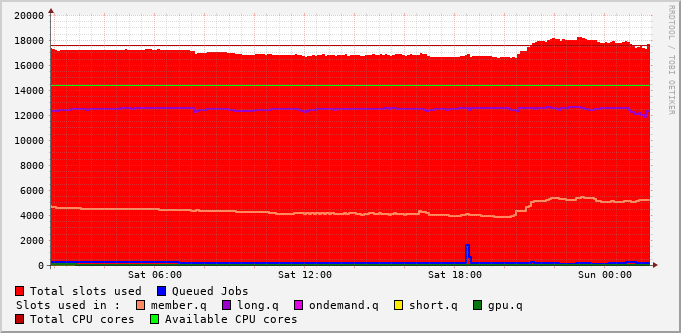 RRDTOOL / TOBI OETIKER
20000
18000
16000
14000
12000
10000
8000
6000
4000
2000
0
Sat 06:00 Sat 12:00 Sat 18:00 Sun 00:00
Total slots used Queued Jobs
Slots used in : member.q long.q ondemand.q short.q gpu.q
Total CPU cores Available CPU cores